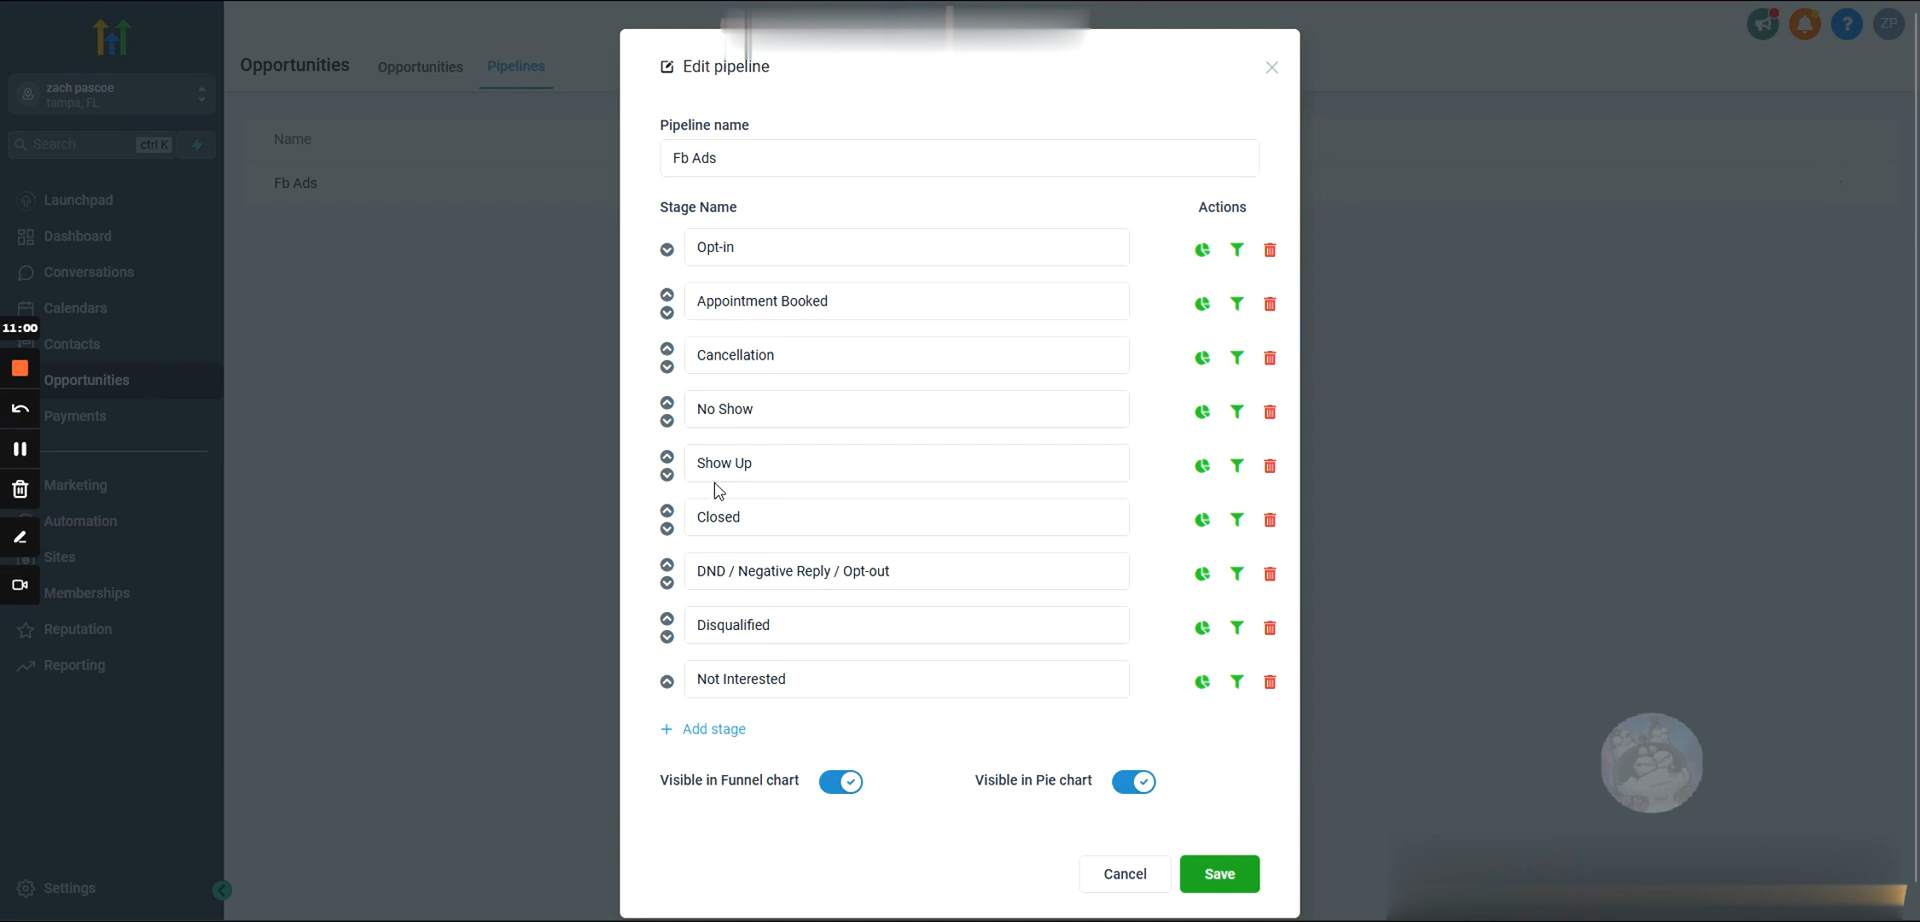 zach pascoe
tampa, FL
Search
ctrl K
Launchpad
Dashboard
Conversations
Calendars
11:00
Contacts
Opportunities
Payments
Marketing
Automation
Sites
Memberships
Reputation
Reporting
Settings
Opportunities
Opportunities
Pipelines
ZP
Name
Fb Ads
Edit pipeline
Pipeline name
Fb Ads
Stage Name
Actions
Opt-in
Appointment Booked
Cancellation
No Show
Show Up
Closed
DND / Negative Reply / Opt-out
Disqualified
Not Interested
+ Add stage
Visible in Funnel chart
Visible in Pie chart
Cancel
Save